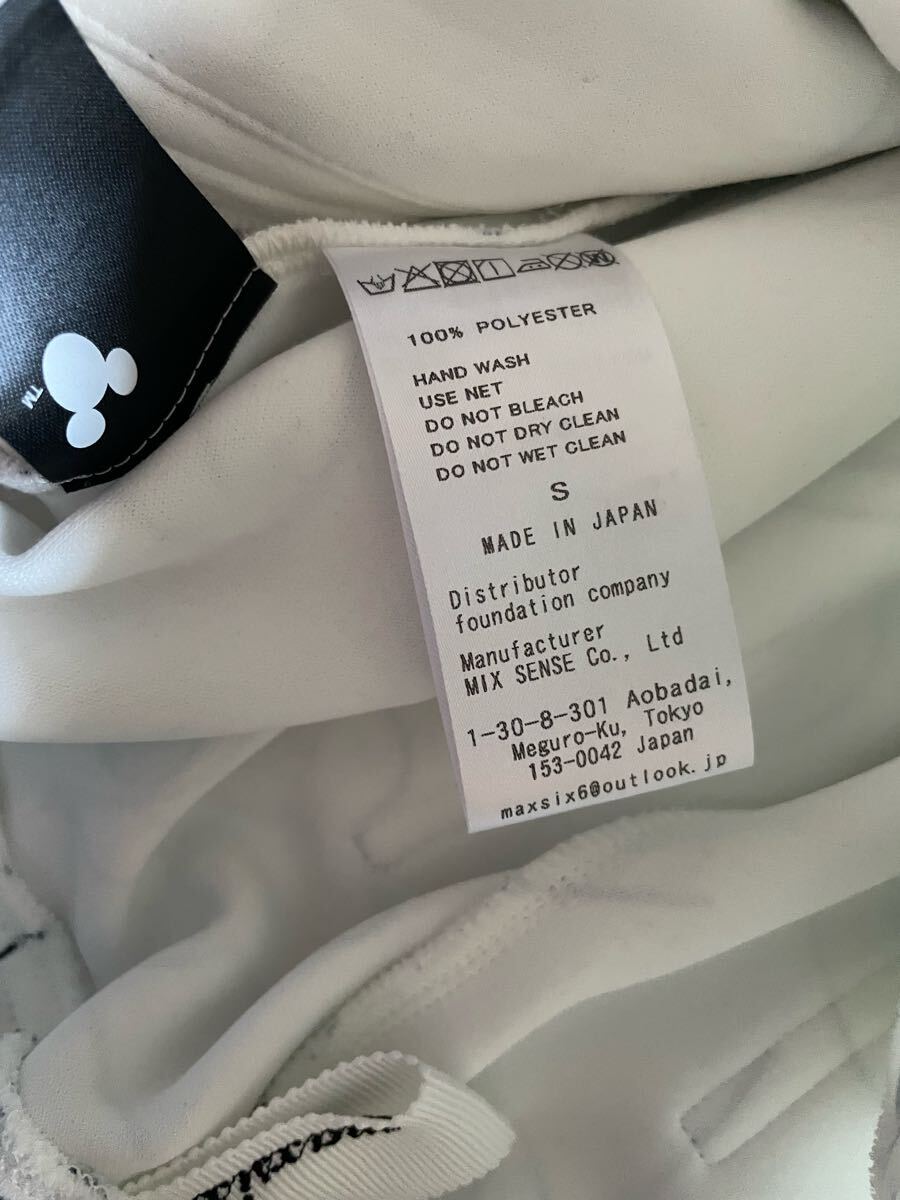 100% POLYESTER
HAND WASH
USE NET
DO NOT BLEACH
DO NOT DRY CLEAN
DO NOT WET CLEAN
S
MADE IN JAPAN
Distributor
foundation company
Manufacturer
MIX SENSE Co., Ltd
1-30-8-301 Aobadai,
Meguro-Ku, Tokyo
153-0042 Japan
maxsix6@outlook.jp
TM